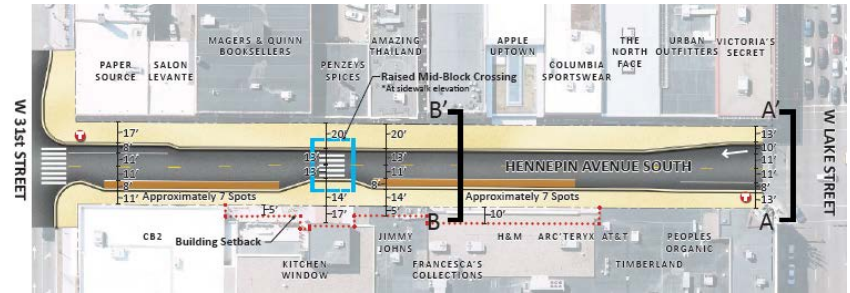 MAGERS & QUINN
BOOKSELLERS
AMAZING
THAILAND
APPLE
UPTOWN
THE
NORTH
FACE
URBAN
OUTFITTERS
VICTORIA'S
SECRET
PAPER
SOURCE
SALON
LEVANTE
PENZEYS
SPICES
COLUMBIA
SPORTSWEAR
Raised Mid-Block Crossing
*At sidewalk elevation
B'
A'
W 31st STREET
W LAKE STREET
T
17'
8'
11'
11'
8'
11'
20'
13'
13'
14'
17'
20'
13'
11'
8'
14'
5'
HENNEPIN AVENUE SOUTH
13'
10'
11'
11'
8'
13'
T
Approximately 7 Spots
Approximately 7 Spots
5'
10'
B
A
Building Setback
CB2
KITCHEN
WINDOW
JIMMY
JOHNS
FRANCESCA'S
COLLECTIONS
H&M
ARC'TERYX
AT&T
TIMBERLAND
PEOPLES
ORGANIC